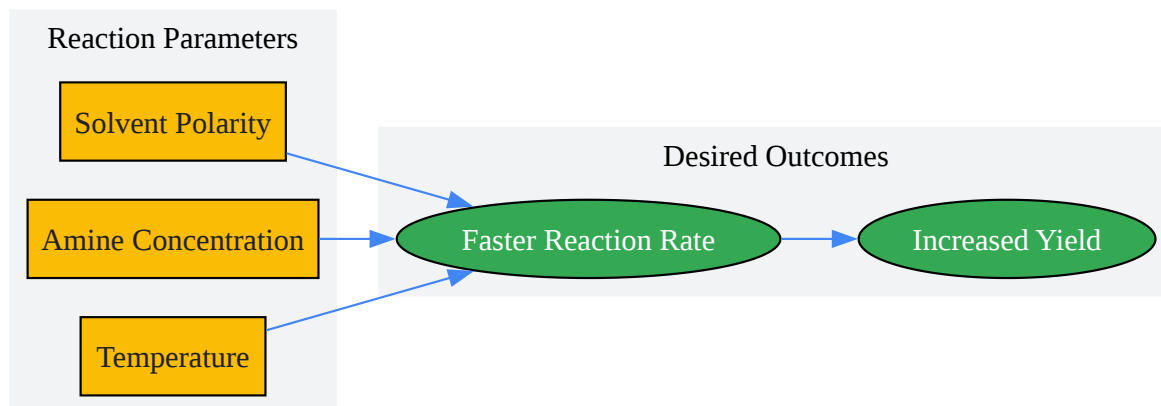 Reaction Parameters
Solvent Polarity
Amine Concentration
Temperature
Desired Outcomes
Faster Reaction Rate
Increased Yield